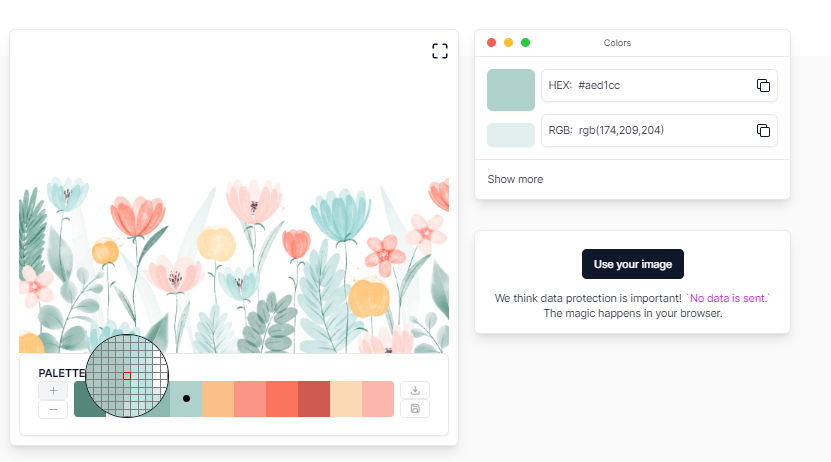 Colors
HEX: #aed1cc
RGB: rgb(174,209,204)
Show more
Use your image
We think data protection is important! `No data is sent.`
The magic happens in your browser.
PALETTE